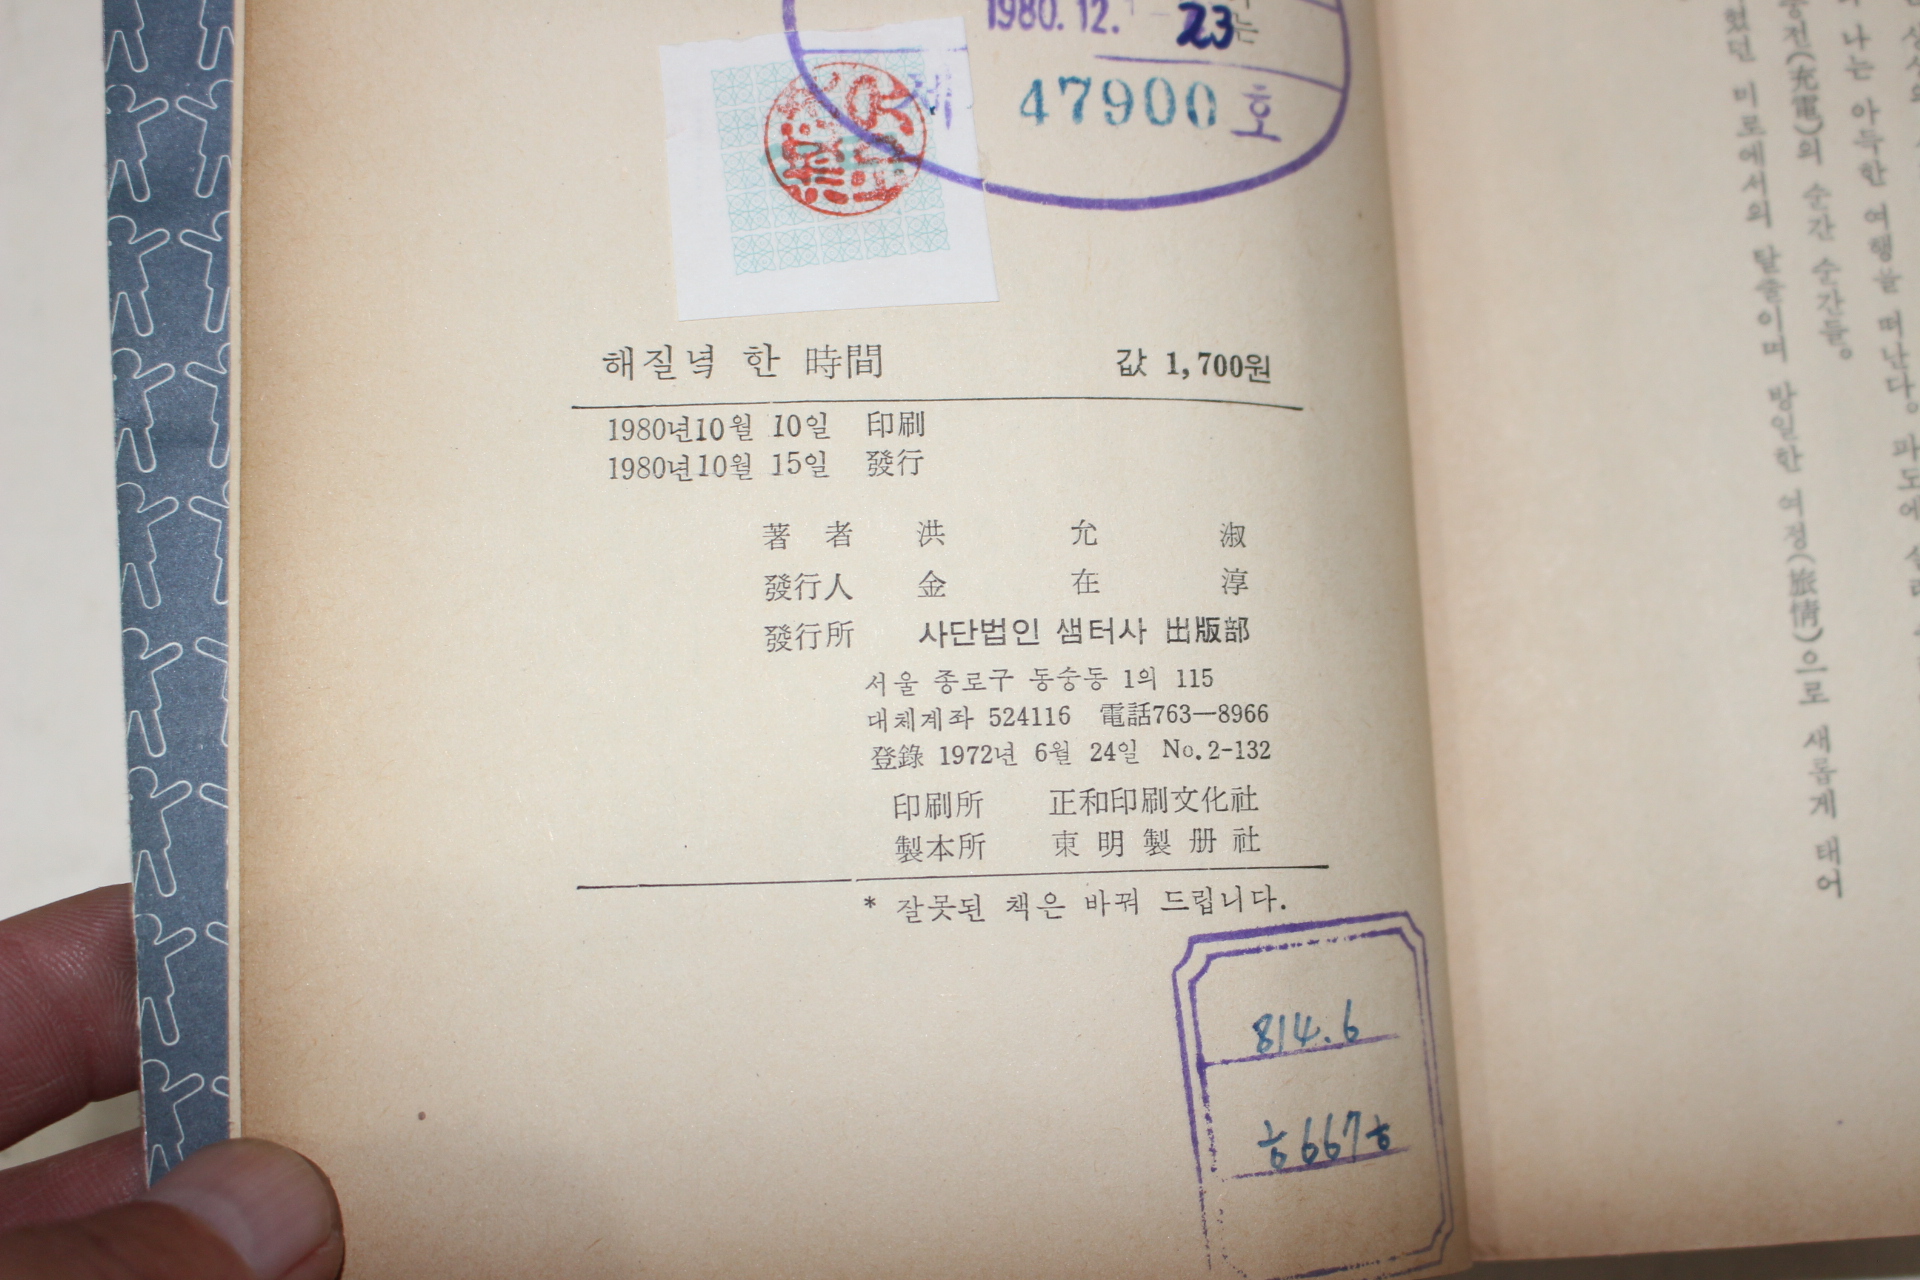 1980. 12. 23
제 47900 호
해질녘 한 時間 값 1,700원
1980년10월 10일 印刷
1980년10월 15일 發行
著 者 洪 允 淑
發行人 金 在 淳
發行所 사단법인 샘터사 出版部
서울 종로구 동숭동 1의 115
대체계좌 524116 電話763—8966
登錄 1972년 6월 24일 No. 2-132
印刷所 正和印刷文化社
製本所 東明製册社
* 잘못된 책은 바꿔 드립니다.
814.6
ㅎ667ㅎ
나는 아득한 여행을 떠난다. 파도에
충전(充電)의 순간 순간들.
미로에서의 탈출이며 방일한 여정(旅情)으로 새롭게 태어